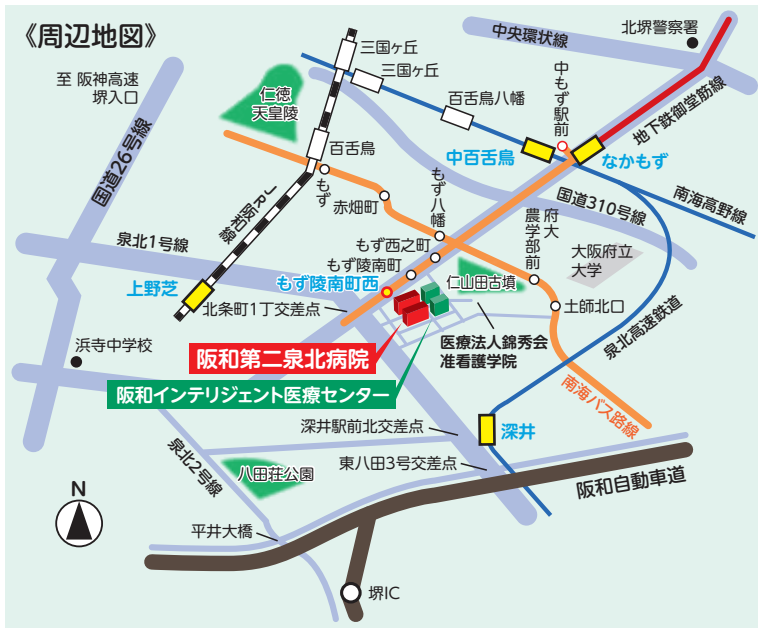 《周辺地図》
北堺警察署
中央環状線
三国ヶ丘
三国ヶ丘
至 阪神高速
堺入口
仁徳
天皇陵
百舌鳥八幡
中もず駅前
地下鉄御堂筋線
国道26号線
百舌鳥
中百舌鳥
なかもず
もず
赤畑町
JR阪和線
もず八幡
府大
農学部前
国道310号線
南海高野線
泉北1号線
もず西之町
大阪府立
大学
もず陵南町
上野芝
もず陵南町西
仁山田古墳
北条町1丁交差点
土師北口
泉北高速鉄道
浜寺中学校
医療法人錦秀会
准看護学院
阪和第二泉北病院
阪和インテリジェント医療センター
南海バス路線
深井駅前北交差点
深井
泉北2号線
八田荘公園
東八田3号交差点
阪和自動車道
N
平井大橋
堺IC